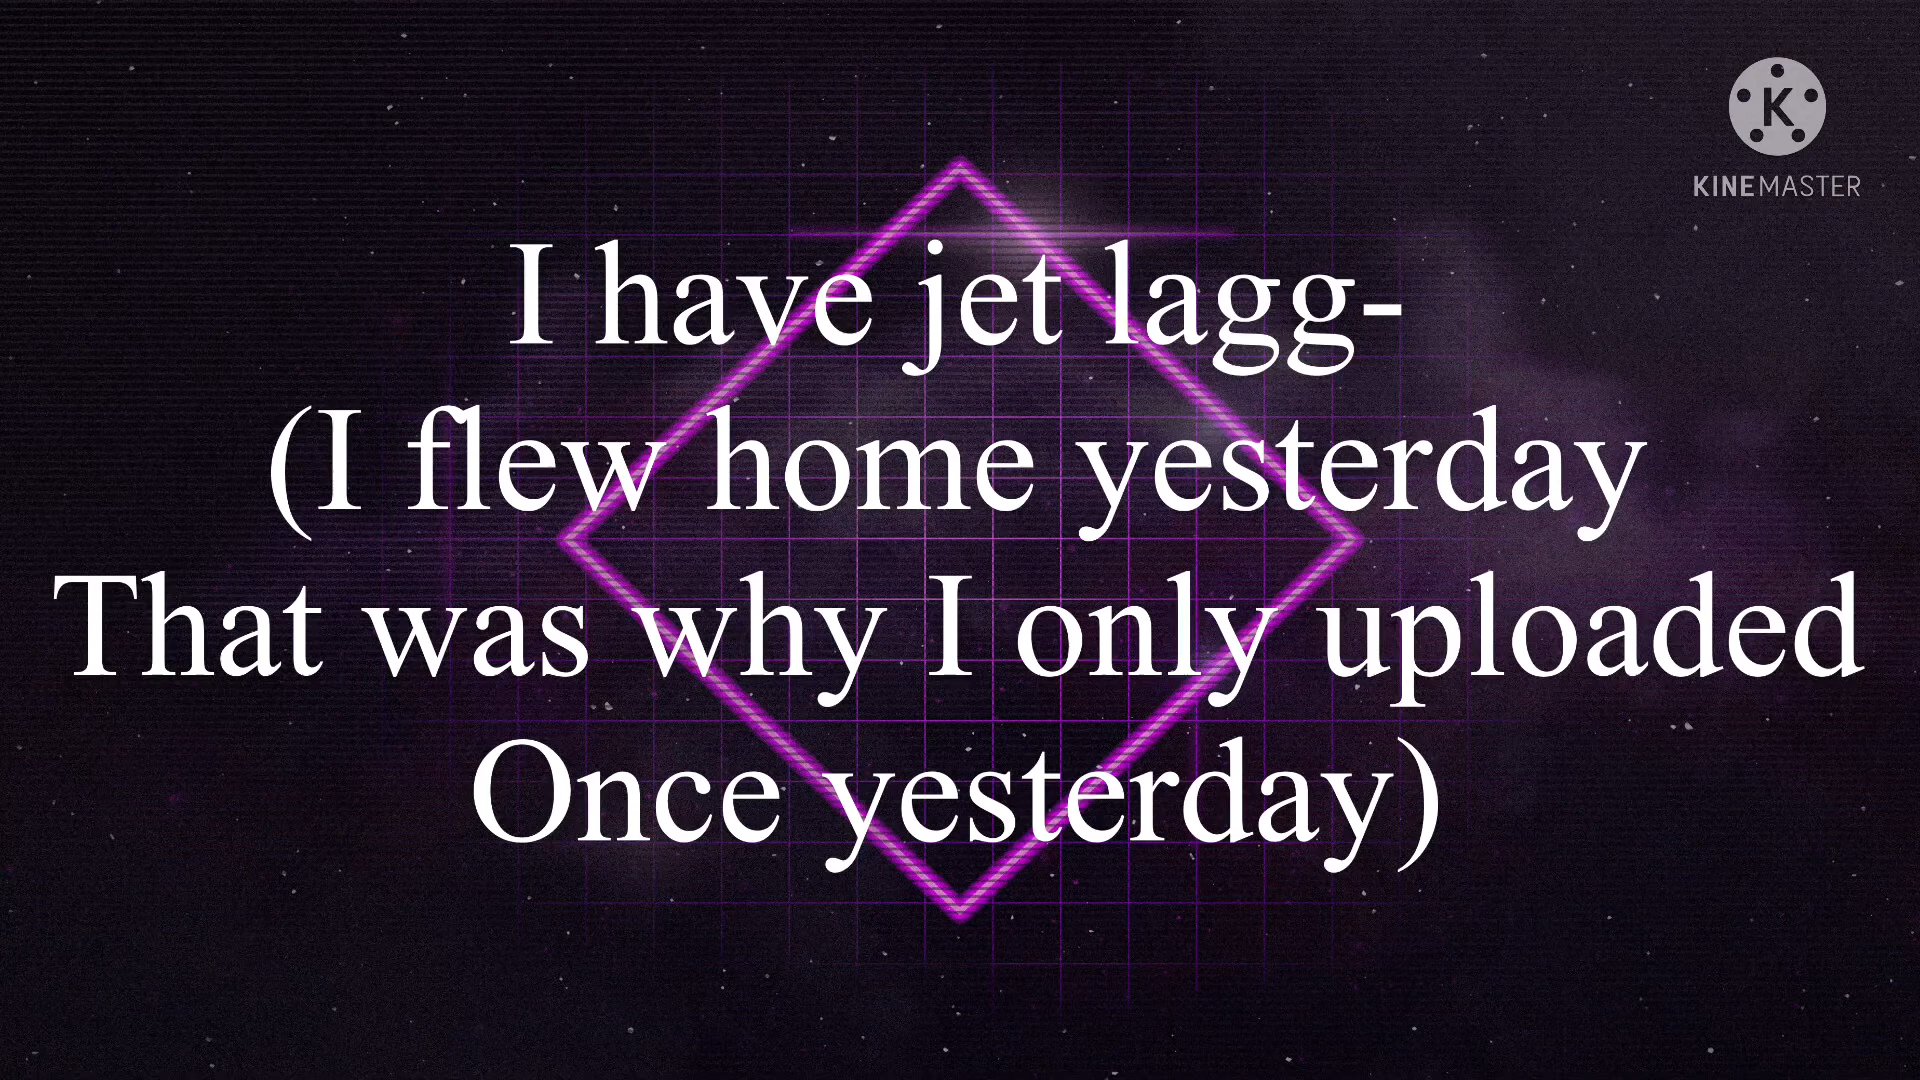 K
KINEMASTER
I have jet lagg-
(I flew home yesterday
That was why I only uploaded
Once yesterday)